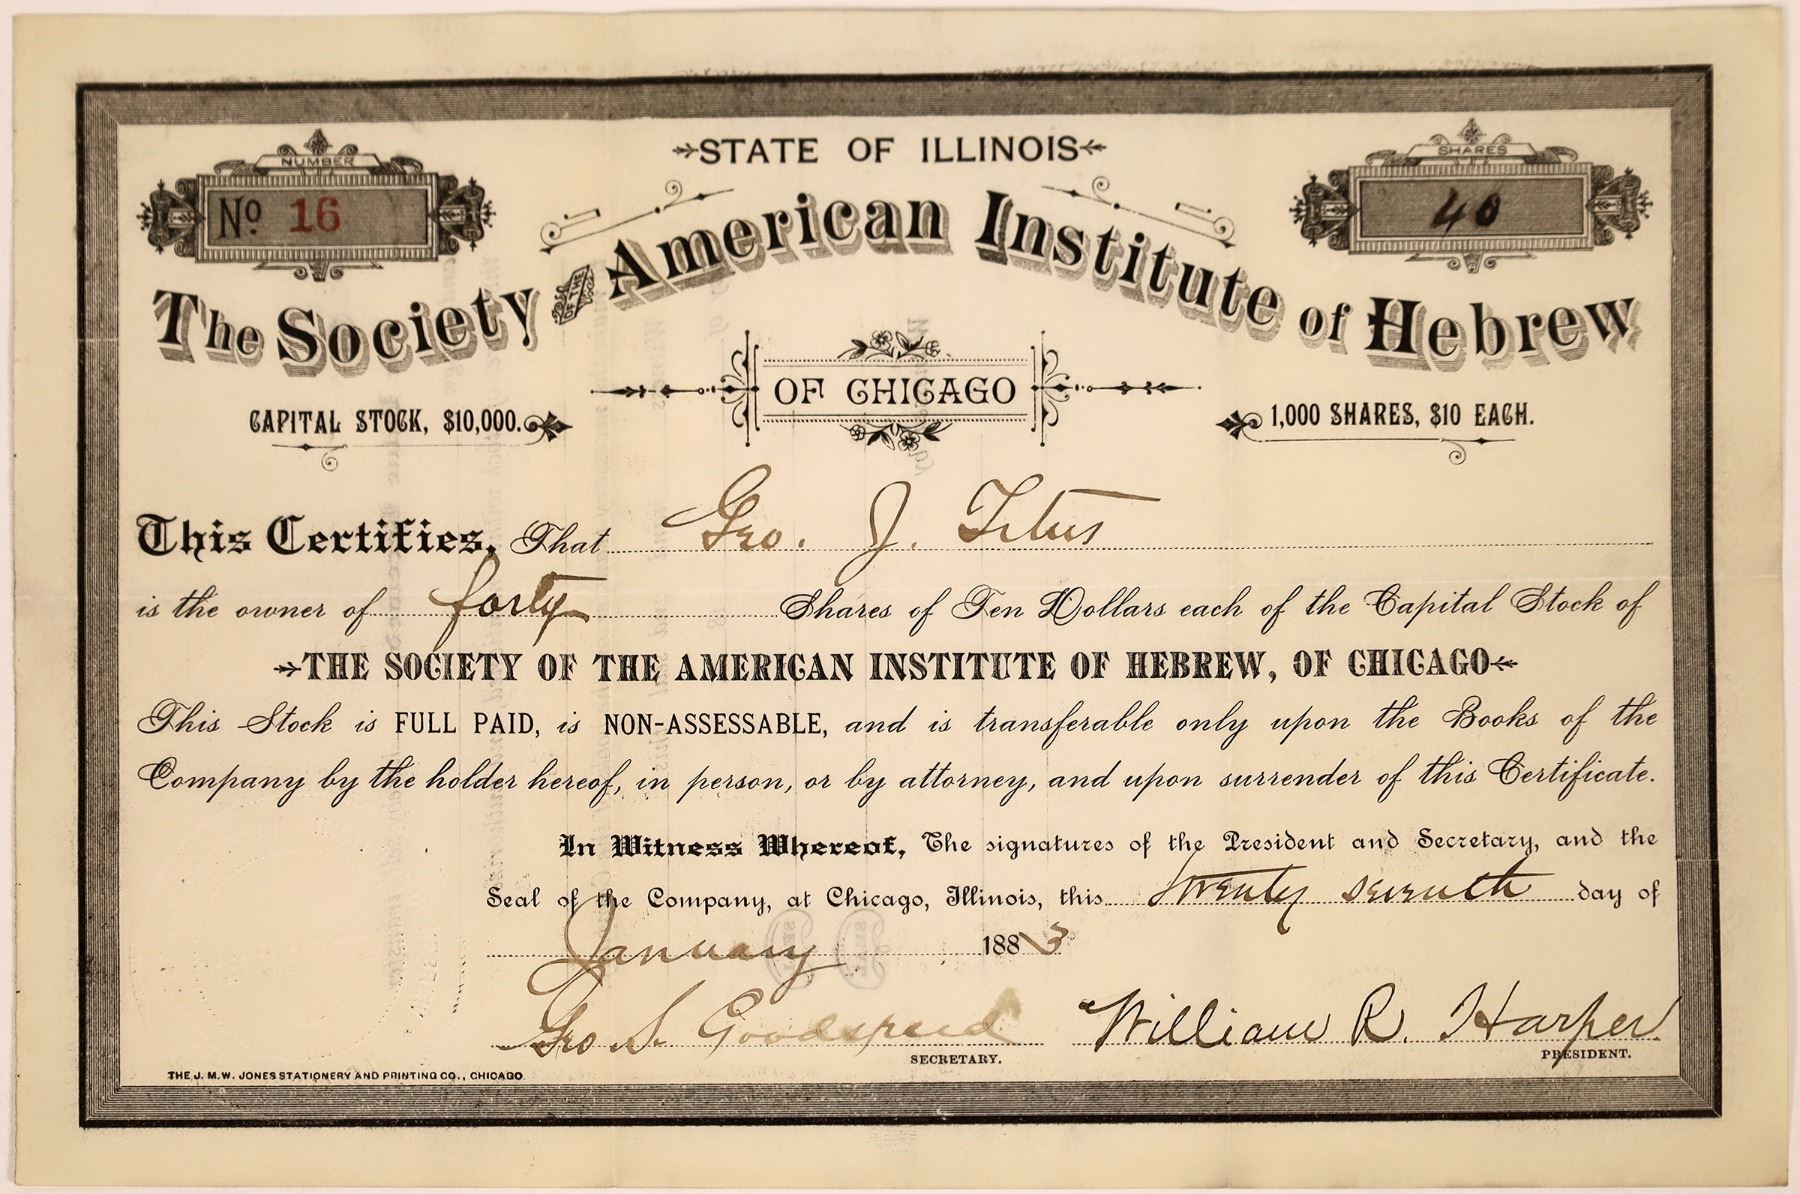 STATE OF ILLINOIS
NUMBER
No. 16
SHARES
40
The Society OF THE American Institute of Hebrew
OF CHICAGO
CAPITAL STOCK, $10,000.
1,000 SHARES, $10 EACH.
This Certifies, That Geo. J. Titus
is the owner of forty Shares of Ten Dollars each of the Capital Stock of
THE SOCIETY OF THE AMERICAN INSTITUTE OF HEBREW, OF CHICAGO
This Stock is FULL PAID, is NON-ASSESSABLE, and is transferable only upon the Books of the
Company by the holder hereof, in person, or by attorney, and upon surrender of this Certificate.
In Witness Whereof, The signatures of the President and Secretary, and the
Seal of the Company, at Chicago, Illinois, this twenty seventh day of
January 1883
Geo S. Goodspeed
SECRETARY.
William R. Harper.
PRESIDENT.
THE J. M. W. JONES STATIONERY AND PRINTING CO., CHICAGO.